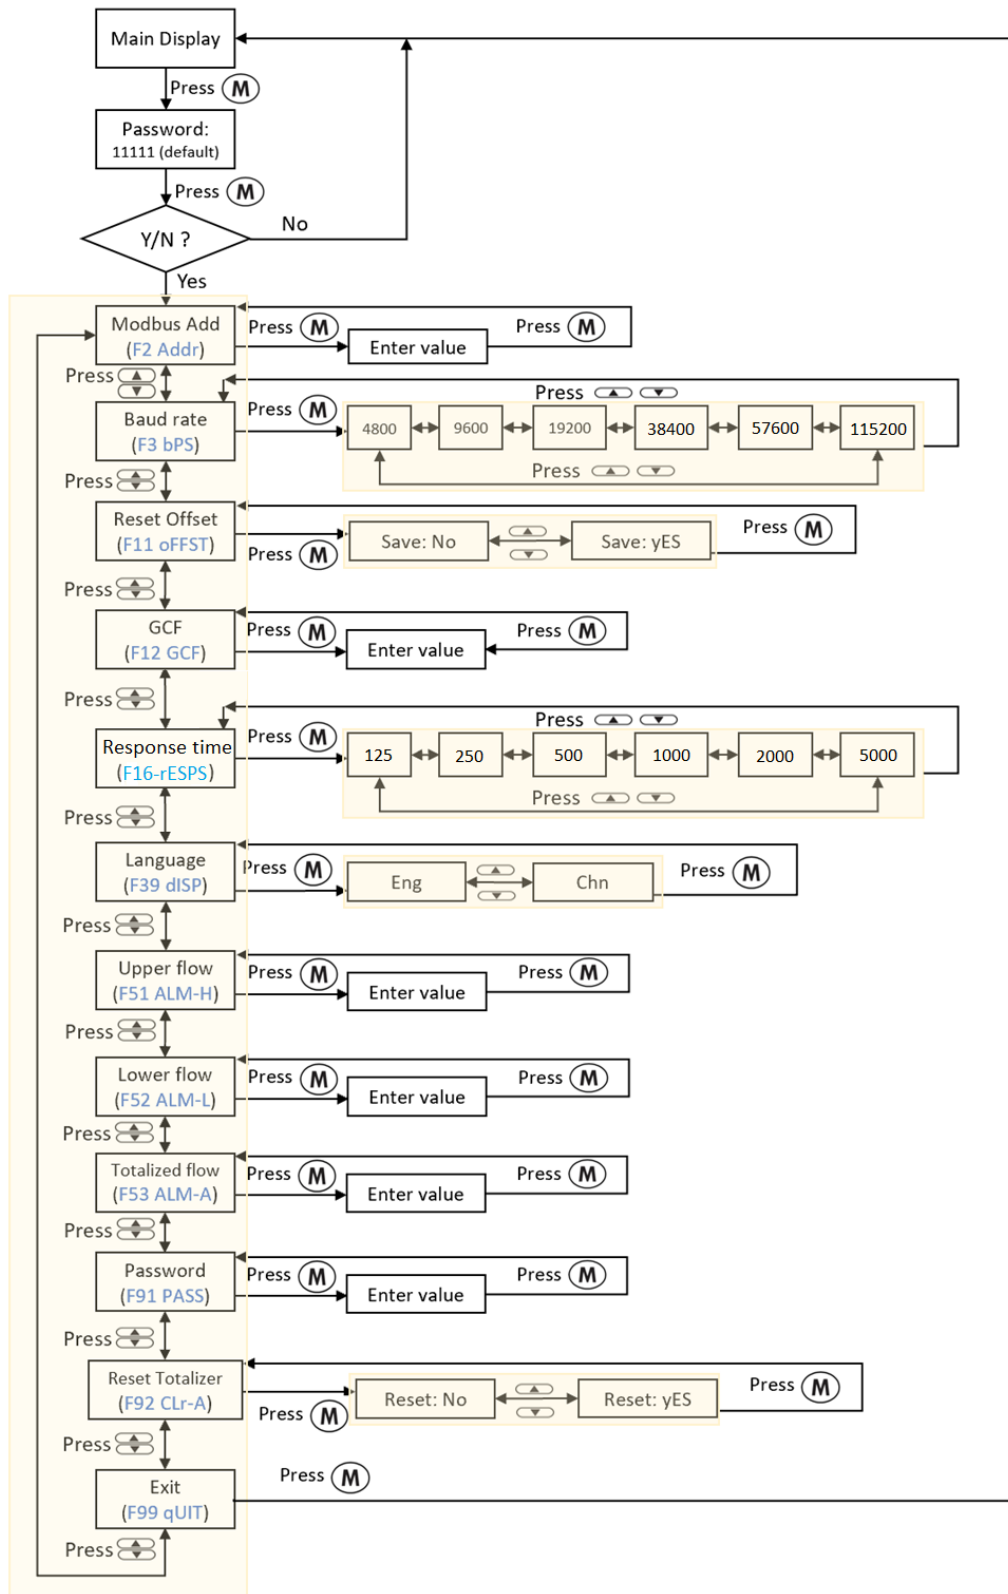 Main Display
Press M
Password:
11111 (default)
Press M
Y/N ?
No
Yes
Modbus Add
(F2 Addr)
Press M
Enter value
Press M
Press
Baud rate
(F3 bPS)
Press M
Press
4800
9600
19200
38400
57600
115200
Press
Press
Reset Offset
(F11 oFFST)
Press M
Save: No
Save: yES
Press M
Press
GCF
(F12 GCF)
Press M
Enter value
Press M
Press
Response time
(F16-rESPS)
Press M
Press
125
250
500
1000
2000
5000
Press
Press
Language
(F39 dISP)
Press M
Eng
Chn
Press M
Press
Upper flow
(F51 ALM-H)
Press M
Enter value
Press M
Press
Lower flow
(F52 ALM-L)
Press M
Enter value
Press M
Press
Totalized flow
(F53 ALM-A)
Press M
Enter value
Press M
Press
Password
(F91 PASS)
Press M
Enter value
Press M
Press
Reset Totalizer
(F92 CLr-A)
Press M
Reset: No
Reset: yES
Press M
Press
Exit
(F99 qUIT)
Press M
Press